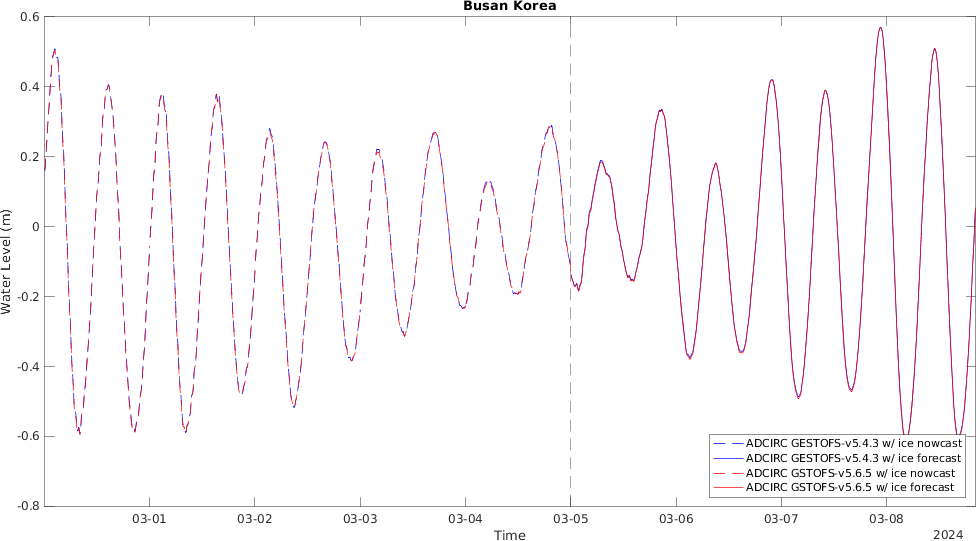 Busan Korea
0.6
0.4
0.2
0
-0.2
-0.4
-0.6
-0.8
Water Level (m)
03-01
03-02
03-03
03-04
03-05
03-06
03-07
03-08
Time
2024
ADCIRC GESTOFS-v5.4.3 w/ ice nowcast
ADCIRC GESTOFS-v5.4.3 w/ ice forecast
ADCIRC GSTOFS-v5.6.5 w/ ice nowcast
ADCIRC GSTOFS-v5.6.5 w/ ice forecast